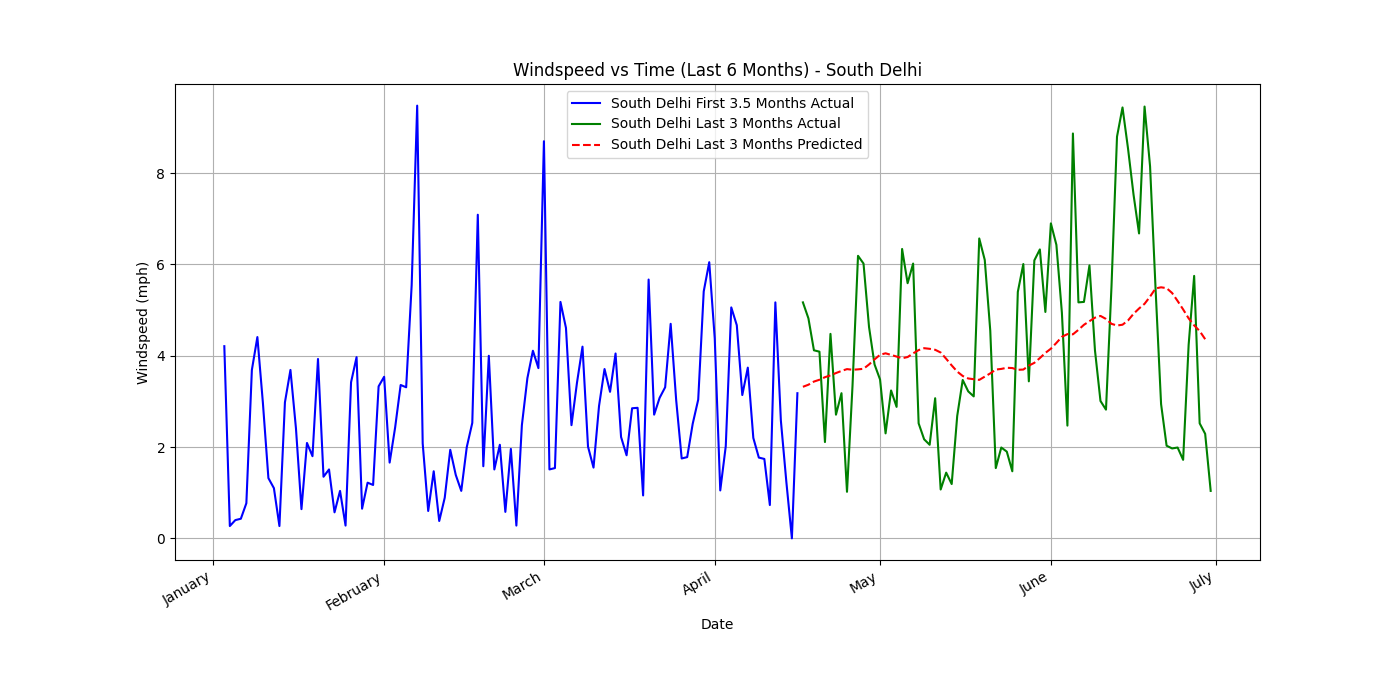 Windspeed vs Time (Last 6 Months) - South Delhi
South Delhi First 3.5 Months Actual
South Delhi Last 3 Months Actual
South Delhi Last 3 Months Predicted
Windspeed (mph)
8
6
4
2
0
January
February
March
April
May
June
July
Date